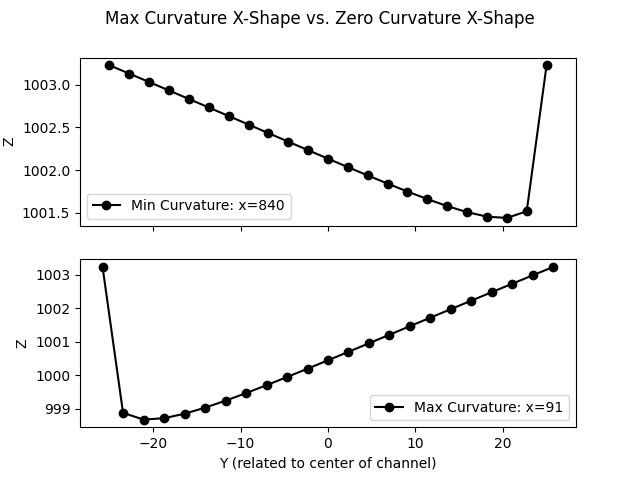 Max Curvature X-Shape vs. Zero Curvature X-Shape
1003.0
1002.5
1002.0
1001.5
Z
Min Curvature: x=840
1003
1002
1001
1000
999
Z
Max Curvature: x=91
−20 −10 0 10 20
Y (related to center of channel)